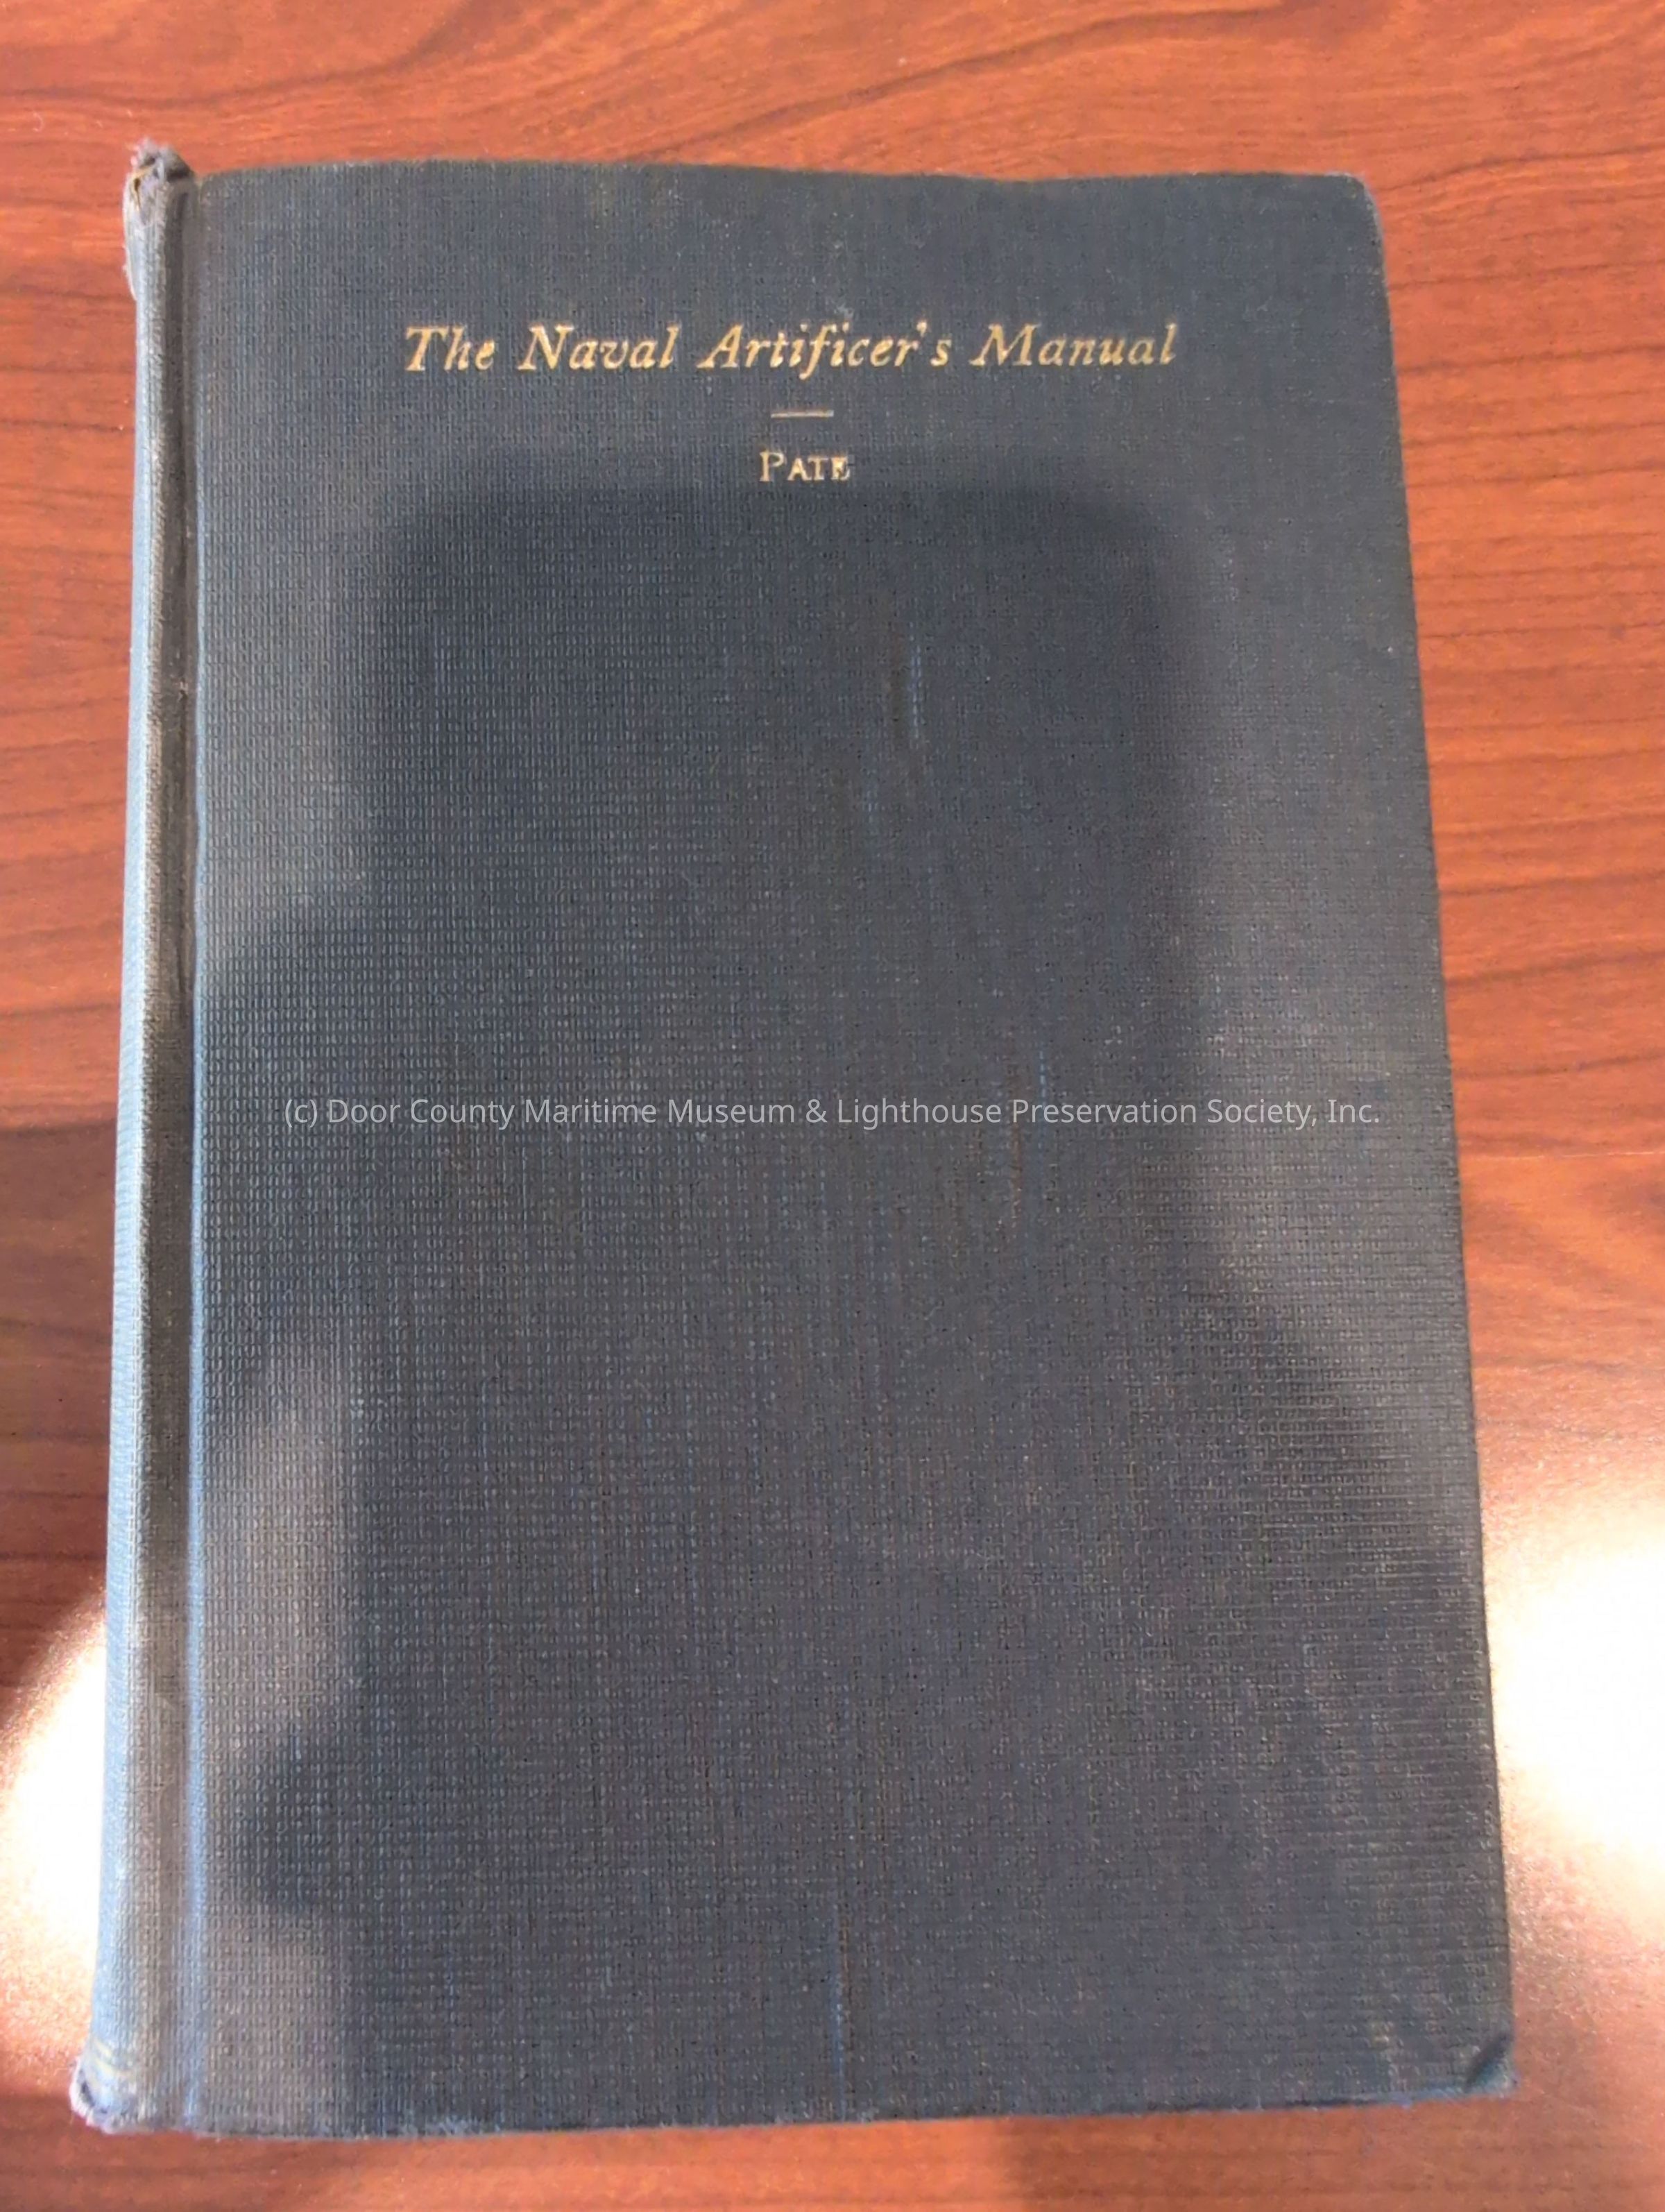 The Naval Artificer's Manual
PATE
(c) Door County Maritime Museum & Lighthouse Preservation Society, Inc.